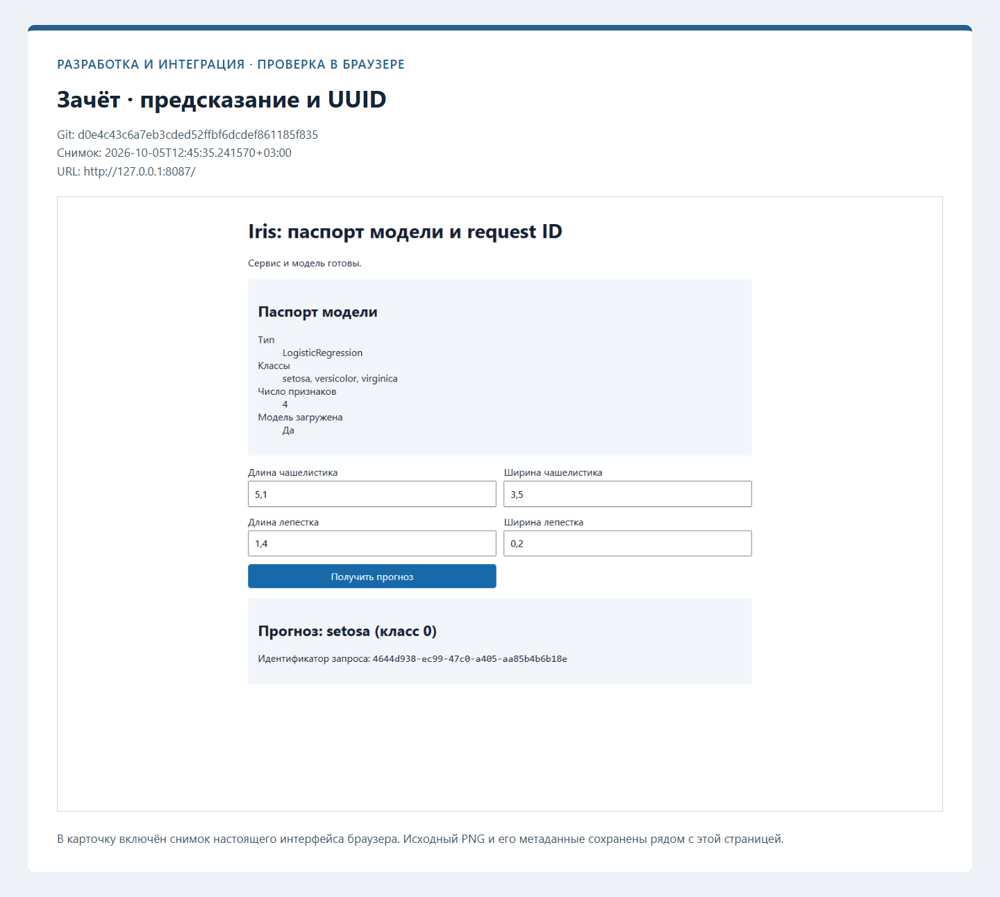 РАЗРАБОТКА И ИНТЕГРАЦИЯ · ПРОВЕРКА В БРАУЗЕРЕ
Зачёт · предсказание и UUID
Git: d0e4c43c6a7eb3cded52ffbf6dcdef861185f835
Снимок: 2026-10-05T12:45:35.241570+03:00
URL: http://127.0.0.1:8087/
Iris: паспорт модели и request ID
Сервис и модель готовы.
Паспорт модели
Тип
LogisticRegression
Классы
setosa, versicolor, virginica
Число признаков
4
Модель загружена
Да
Длина чашелистика
Ширина чашелистика
5,1
3,5
Длина лепестка
Ширина лепестка
1,4
0,2
Получить прогноз
Прогноз: setosa (класс 0)
Идентификатор запроса: 4644d938-ec99-47c0-a405-aa85b4b6b18e
В карточку включён снимок настоящего интерфейса браузера. Исходный PNG и его метаданные сохранены рядом с этой страницей.